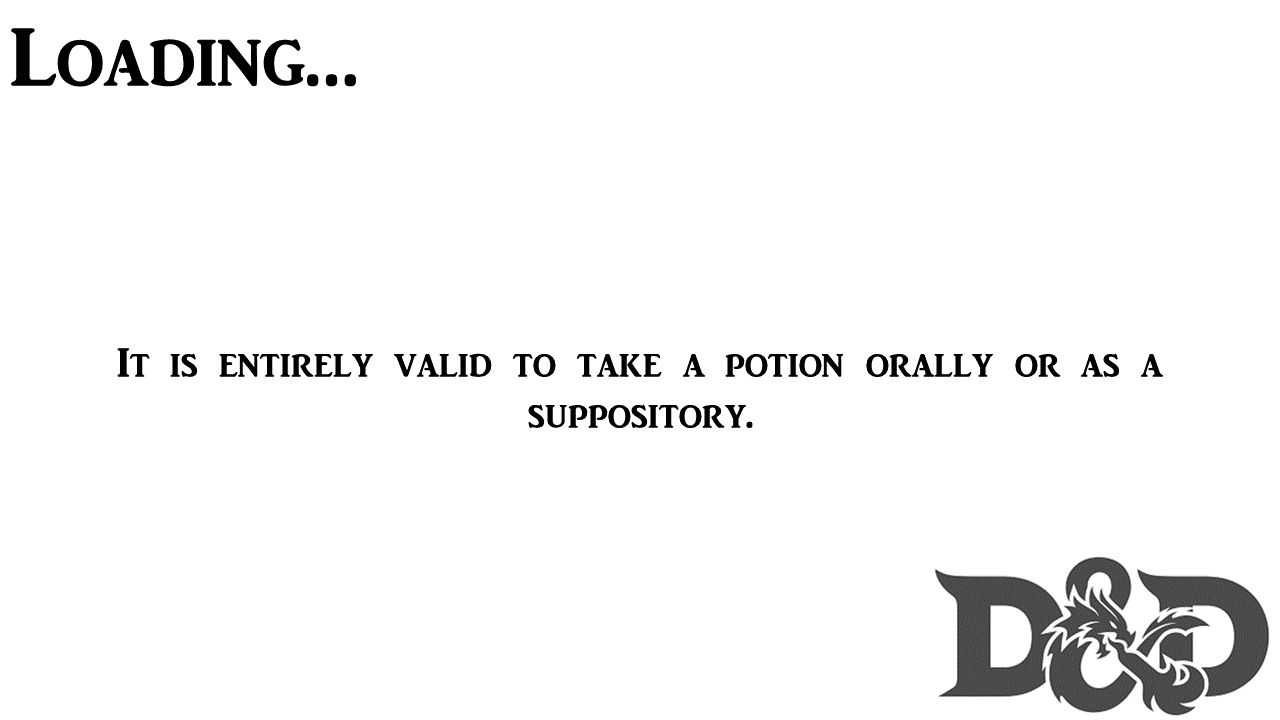 Loading...
It is entirely valid to take a potion orally or as a
suppository.
D&D